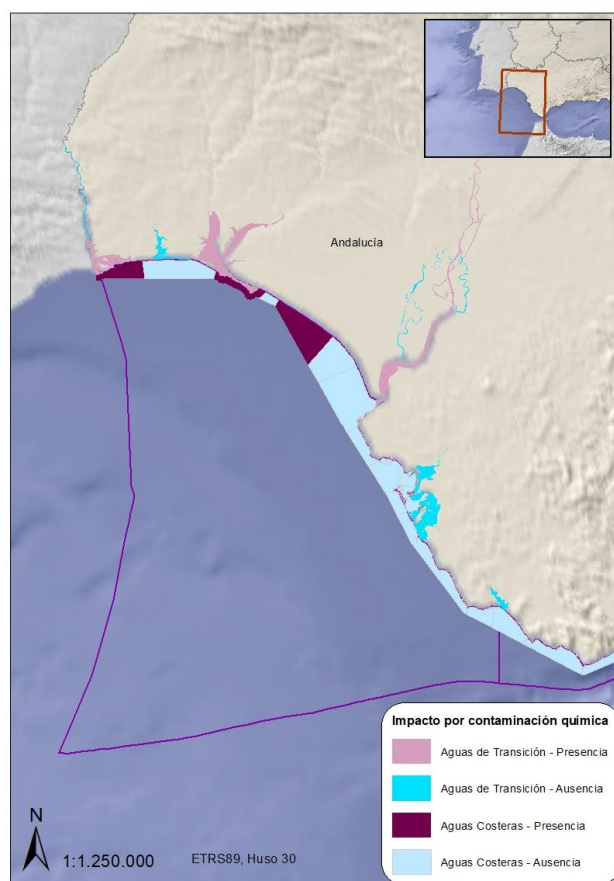 Andalucía
Impacto por contaminación química
Aguas de Transición - Presencia
Aguas de Transición - Ausencia
Aguas Costeras - Presencia
Aguas Costeras - Ausencia
N
1:1.250.000
ETRS89, Huso 30